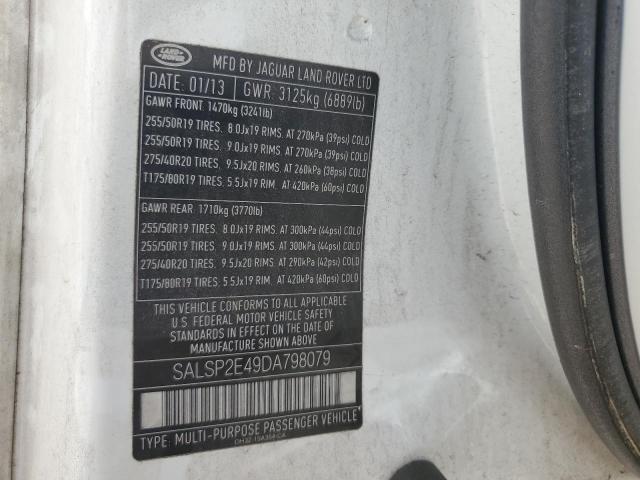 LAND ROVER
MFD BY JAGUAR LAND ROVER LTD
DATE: 01/13 GWR: 3125kg (6889lb)
GAWR FRONT: 1470kg (3241lb)
255/50R19 TIRES. 8.0Jx19 RIMS. AT 270kPa (39psi) COLD
255/50R19 TIRES. 9.0Jx19 RIMS. AT 270kPa (39psi) COLD
275/40R20 TIRES. 9.5Jx20 RIMS. AT 260kPa (38psi) COLD
T175/80R19 TIRES. 5.5Jx19 RIM. AT 420kPa (60psi) COLD
GAWR REAR: 1710kg (3770lb)
255/50R19 TIRES. 8.0Jx19 RIMS. AT 300kPa (44psi) COLD
255/50R19 TIRES. 9.0Jx19 RIMS. AT 300kPa (44psi) COLD
275/40R20 TIRES. 9.5Jx20 RIMS. AT 290kPa (42psi) COLD
T175/80R19 TIRES. 5.5Jx19 RIM. AT 420kPa (60psi) COLD
THIS VEHICLE CONFORMS TO ALL APPLICABLE
U.S. FEDERAL MOTOR VEHICLE SAFETY
STANDARDS IN EFFECT ON THE DATE OF
MANUFACTURE SHOWN ABOVE
SALSP2E49DA798079
TYPE: MULTI-PURPOSE PASSENGER VEHICLE